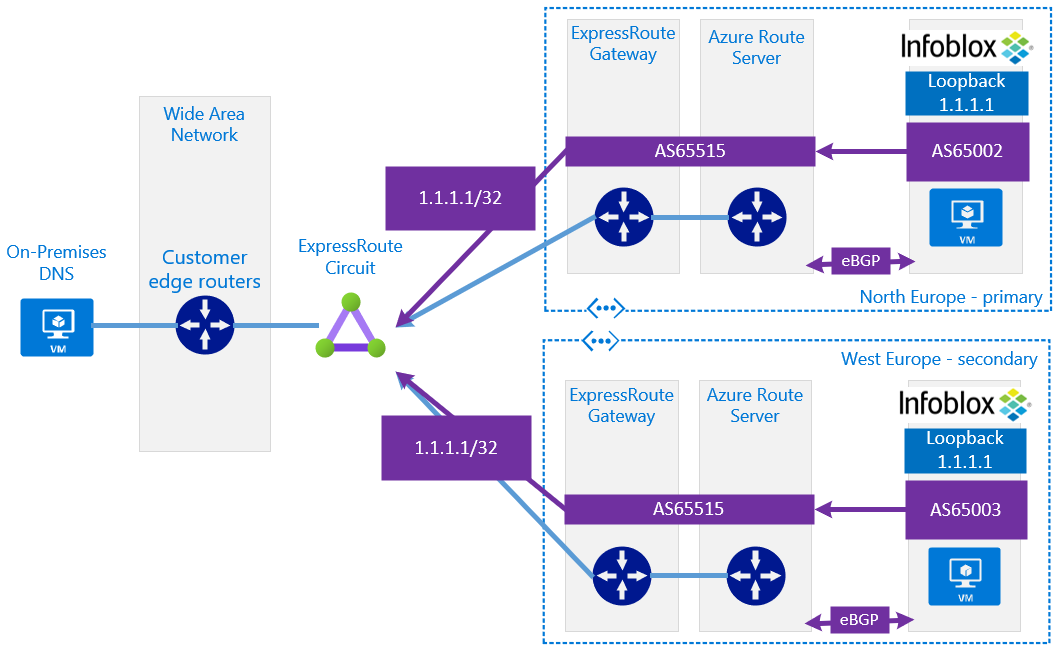 On-Premises
DNS
VM
Wide Area
Network
Customer
edge routers
ExpressRoute
Circuit
1.1.1.1/32
1.1.1.1/32
ExpressRoute
Gateway
Azure Route
Server
Infoblox
Loopback
1.1.1.1
AS65515
AS65002
VM
eBGP
North Europe - primary
West Europe - secondary
ExpressRoute
Gateway
Azure Route
Server
Infoblox
Loopback
1.1.1.1
AS65515
AS65003
VM
eBGP